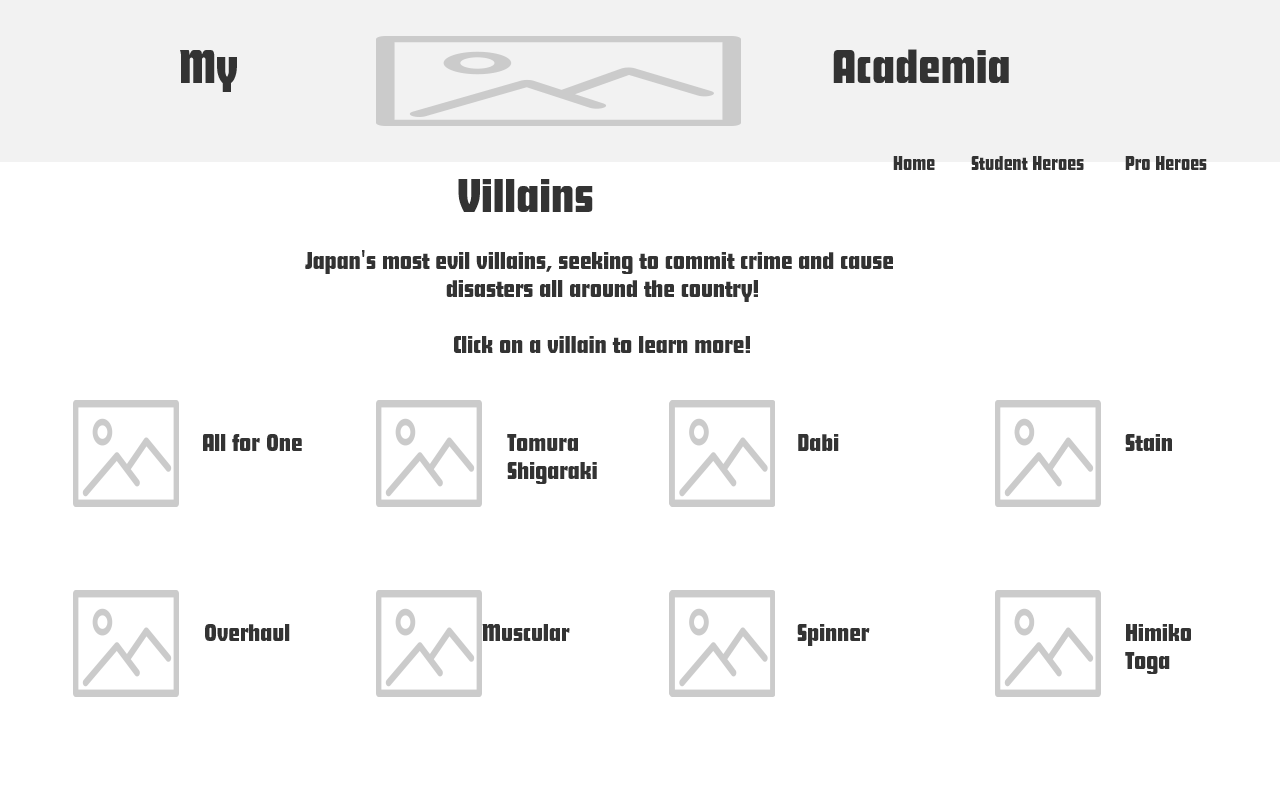 My
Academia
Home
Student Heroes
Pro Heroes
Villains
Japan's most evil villains, seeking to commit crime and cause
disasters all around the country!
Click on a villain to learn more!
All for One
Tomura
Shigaraki
Dabi
Stain
Overhaul
Muscular
Spinner
Himiko
Toga